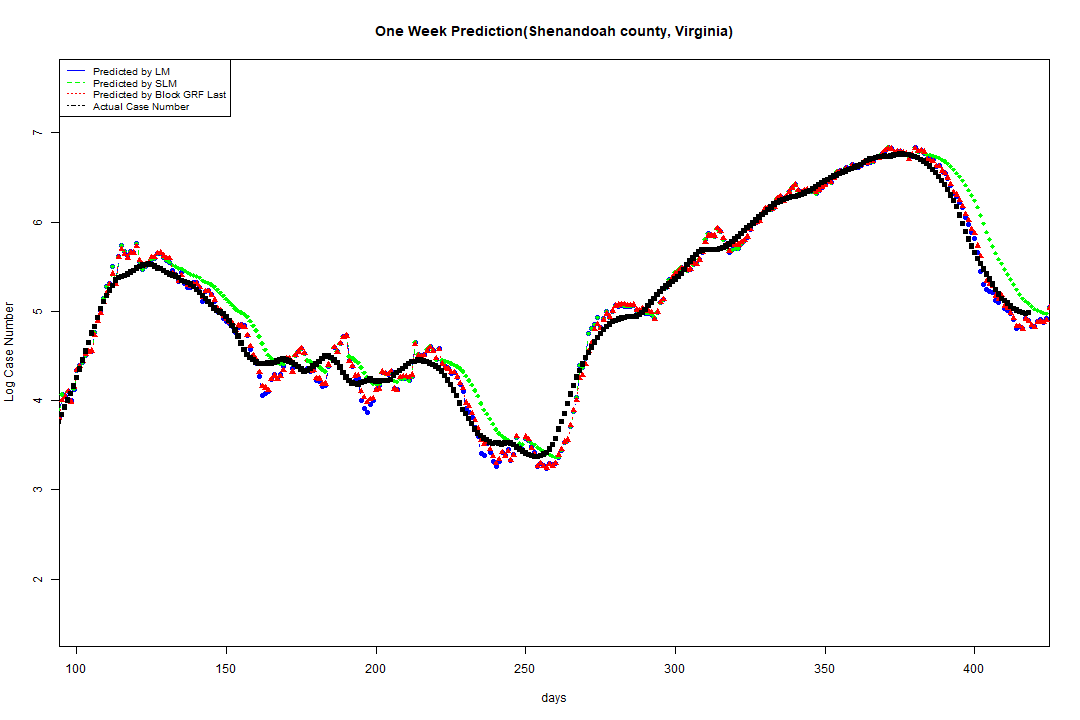 One Week Prediction(Shenandoah county, Virginia)
Predicted by LM
Predicted by SLM
Predicted by Block GRF Last
Actual Case Number
7
6
5
4
3
2
Log Case Number
100 150 200 250 300 350 400
days